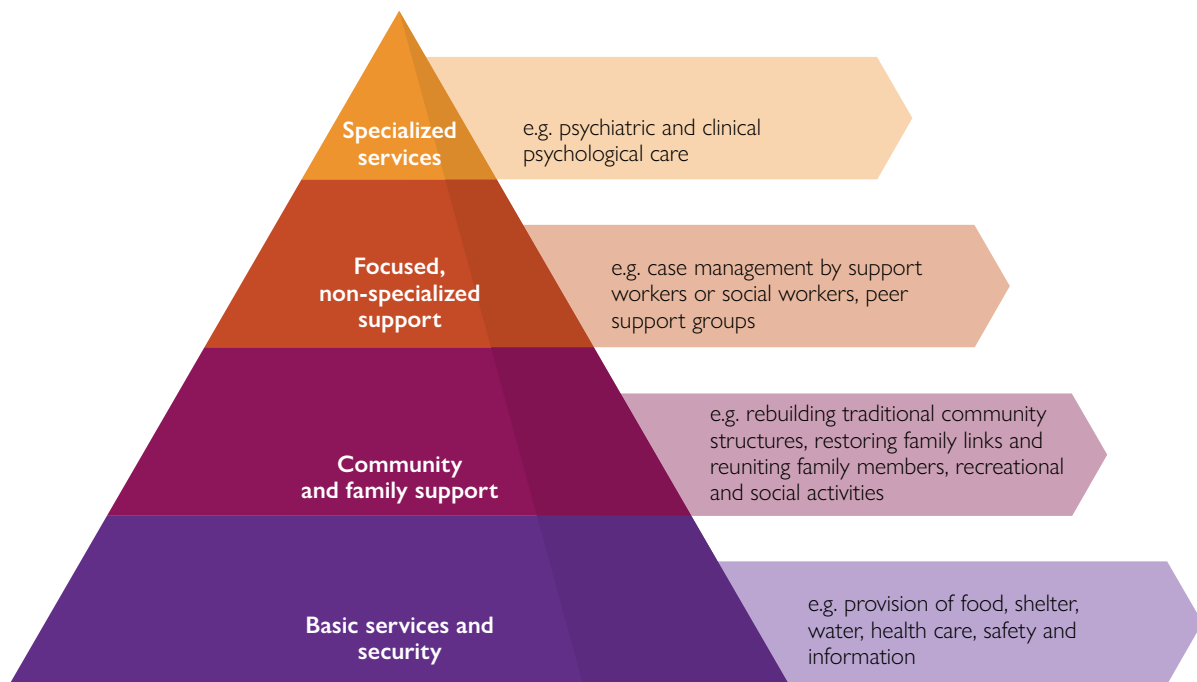 Specialized
services
e.g. psychiatric and clinical
psychological care
Focused,
non-specialized
support
e.g. case management by support
workers or social workers, peer
support groups
Community
and family support
e.g. rebuilding traditional community
structures, restoring family links and
reuniting family members, recreational
and social activities
Basic services and
security
e.g. provision of food, shelter,
water, health care, safety and
information